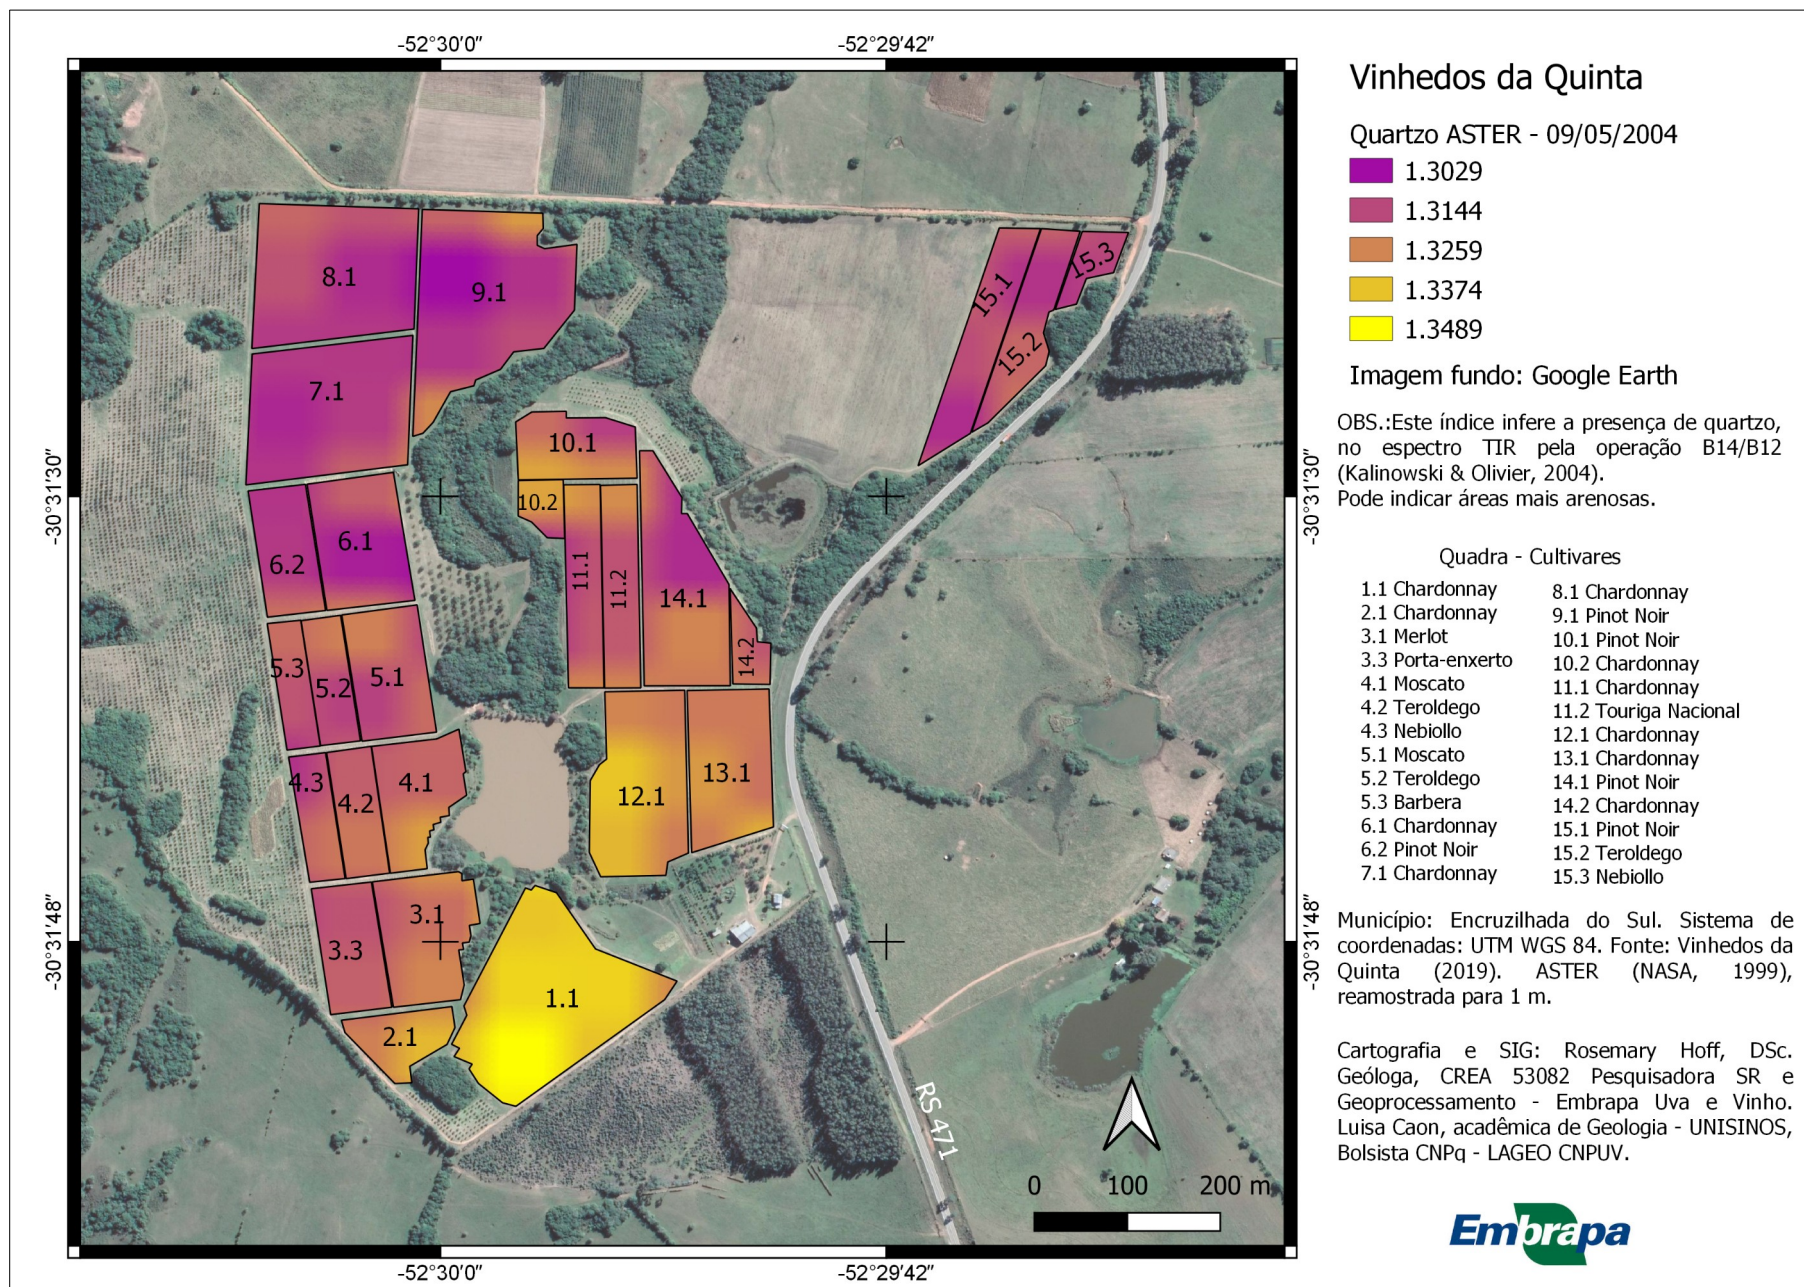 -52°30′0″
-52°29′42″
-30°31′30″
-30°31′48″
-30°31′30″
-30°31′48″
-52°30′0″
-52°29′42″
8.1
9.1
7.1
6.2
6.1
5.3
5.2
5.1
4.3
4.2
4.1
3.3
3.1
2.1
1.1
10.1
10.2
11.1
11.2
14.1
14.2
12.1
13.1
15.1
15.2
15.3
RS 471
0 100 200 m
Vinhedos da Quinta
Quartzo ASTER - 09/05/2004
1.3029
1.3144
1.3259
1.3374
1.3489
Imagem fundo: Google Earth
OBS.:Este índice infere a presença de quartzo,
no espectro TIR pela operação B14/B12
(Kalinowski & Olivier, 2004).
Pode indicar áreas mais arenosas.
Quadra - Cultivares
1.1 Chardonnay
2.1 Chardonnay
3.1 Merlot
3.3 Porta-enxerto
4.1 Moscato
4.2 Teroldego
4.3 Nebiollo
5.1 Moscato
5.2 Teroldego
5.3 Barbera
6.1 Chardonnay
6.2 Pinot Noir
7.1 Chardonnay
8.1 Chardonnay
9.1 Pinot Noir
10.1 Pinot Noir
10.2 Chardonnay
11.1 Chardonnay
11.2 Touriga Nacional
12.1 Chardonnay
13.1 Chardonnay
14.1 Pinot Noir
14.2 Chardonnay
15.1 Pinot Noir
15.2 Teroldego
15.3 Nebiollo
Município: Encruzilhada do Sul. Sistema de
coordenadas: UTM WGS 84. Fonte: Vinhedos da
Quinta (2019). ASTER (NASA, 1999),
reamostrada para 1 m.
Cartografia e SIG: Rosemary Hoff, DSc.
Geóloga, CREA 53082 Pesquisadora SR e
Geoprocessamento - Embrapa Uva e Vinho.
Luisa Caon, acadêmica de Geologia - UNISINOS,
Bolsista CNPq - LAGEO CNPUV.
Embrapa